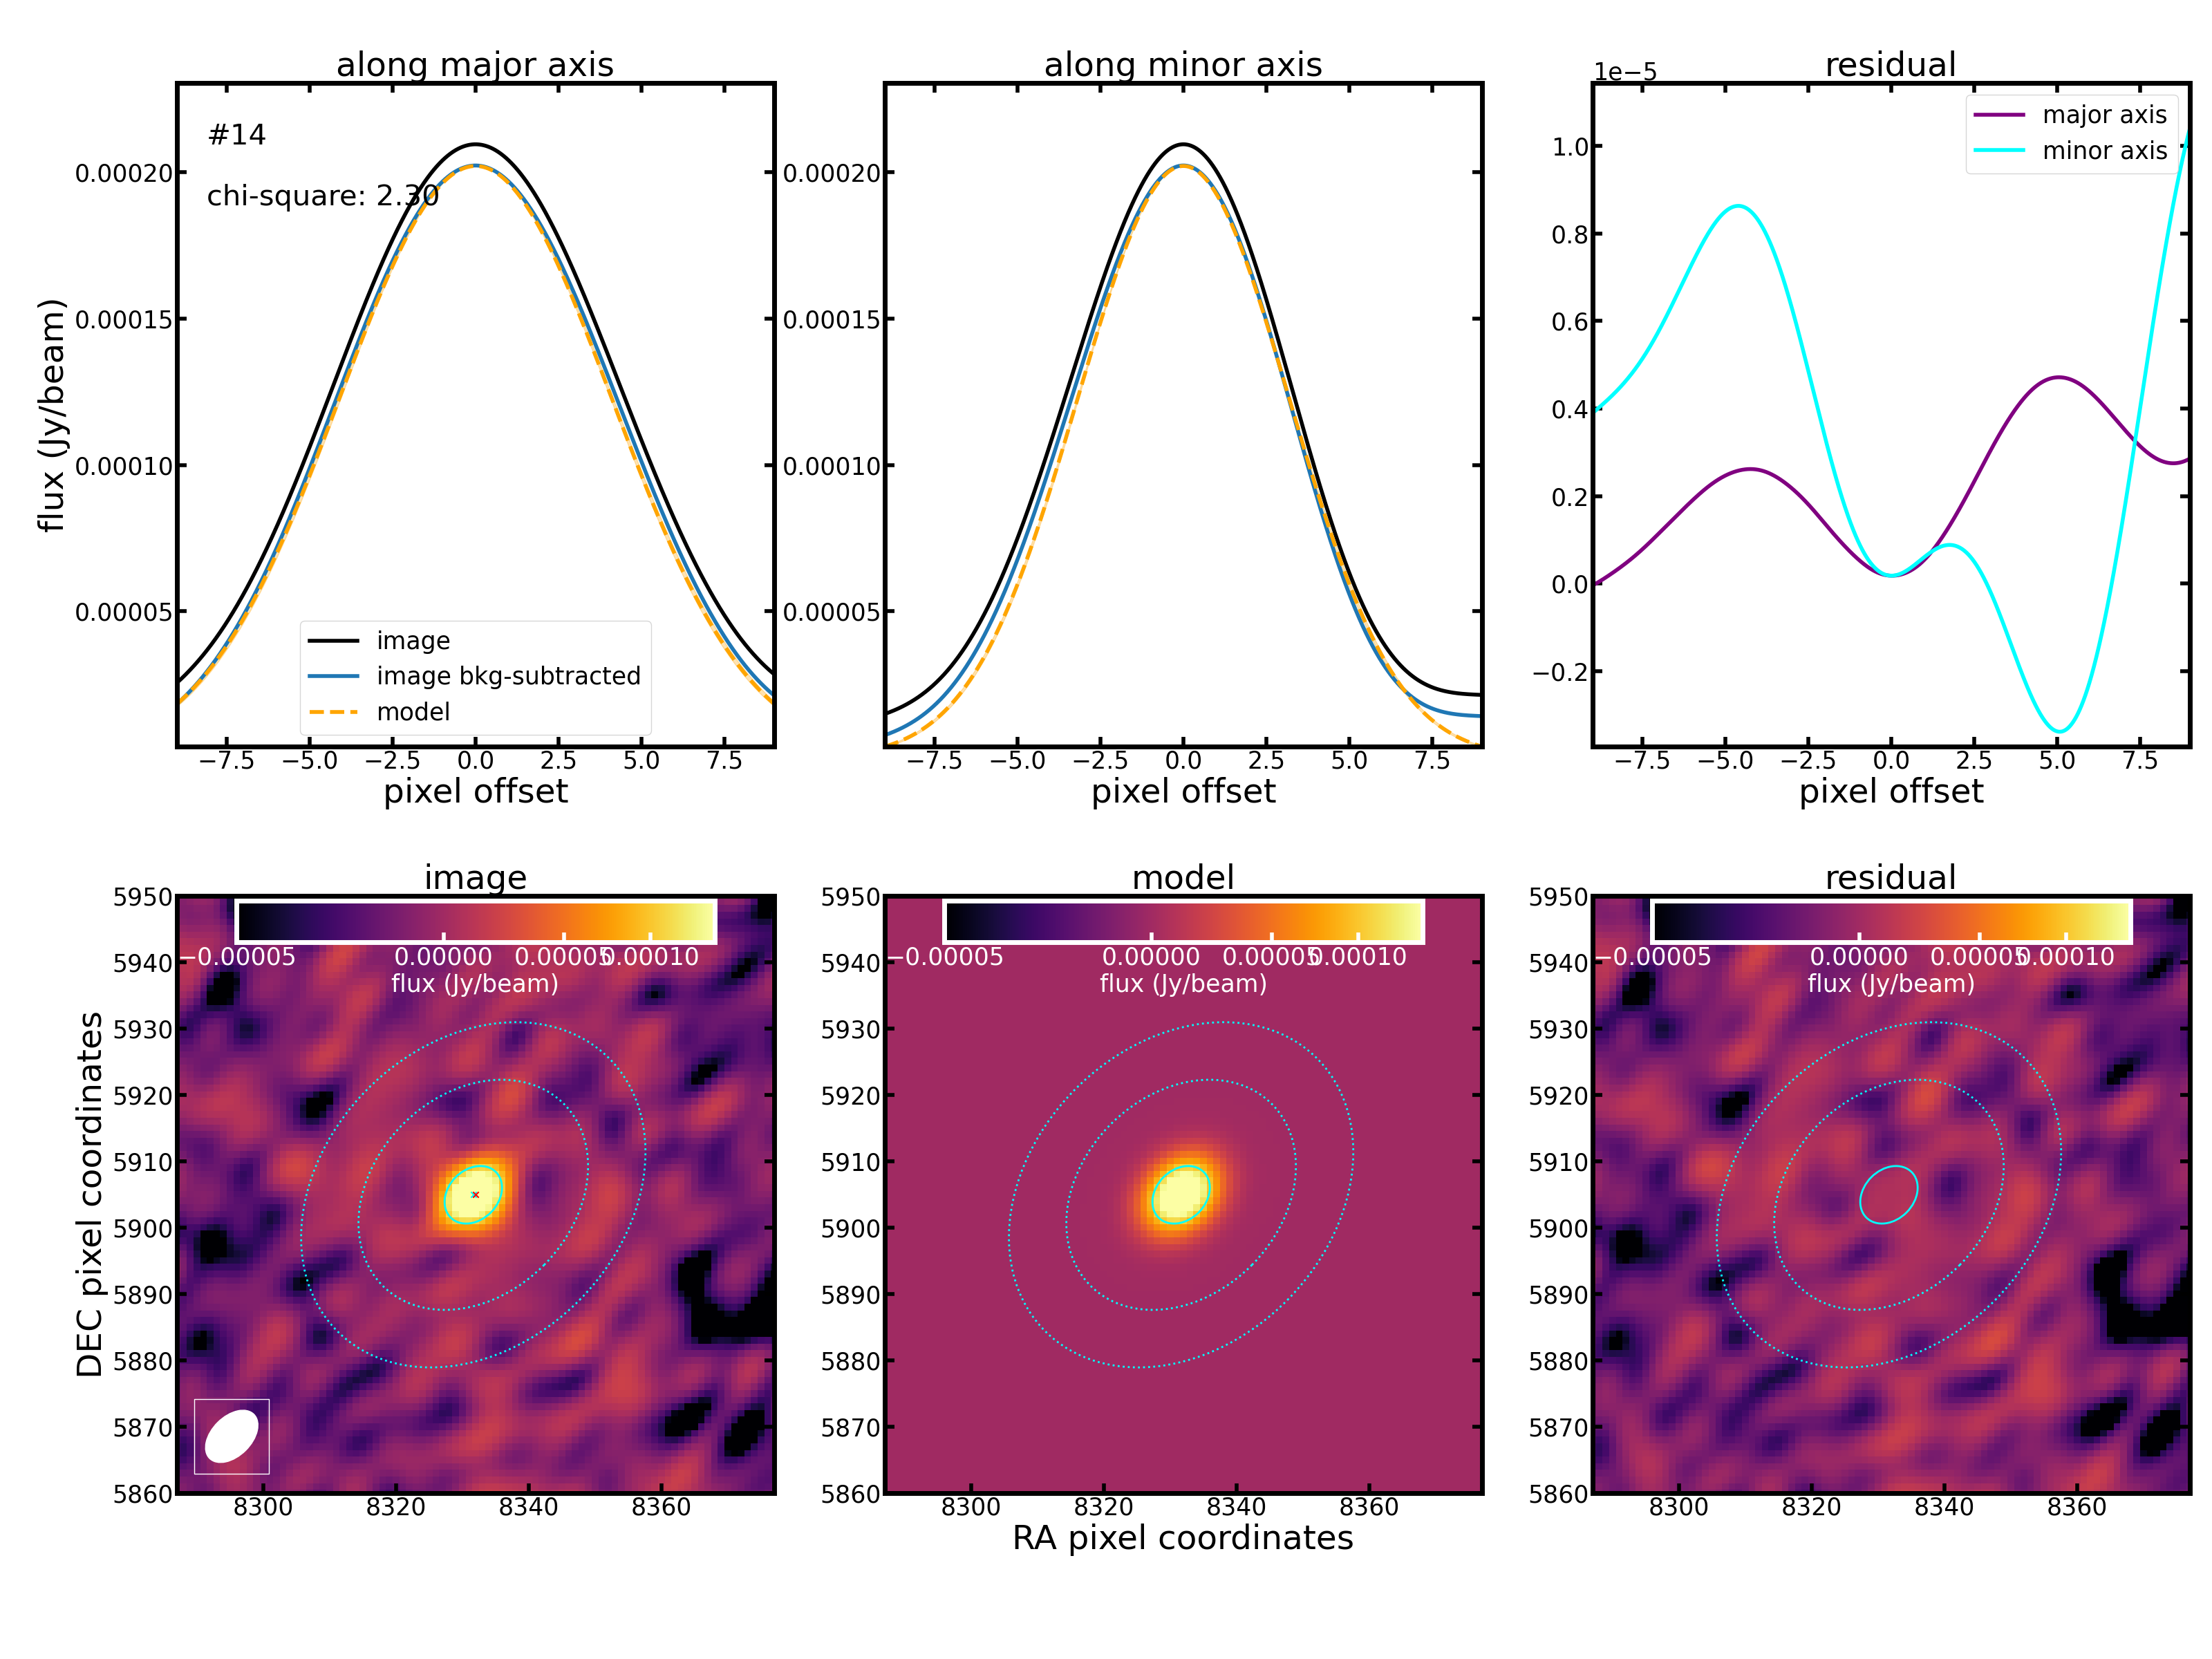 along major axis
along minor axis
residual
1e−5
#14
chi-square: 2.30
flux (Jy/beam)
0.00020
0.00015
0.00010
0.00005
image
image bkg-subtracted
model
−7.5 −5.0 −2.5 0.0 2.5 5.0 7.5
pixel offset
0.00020
0.00015
0.00010
0.00005
−7.5 −5.0 −2.5 0.0 2.5 5.0 7.5
pixel offset
major axis
minor axis
1.0
0.8
0.6
0.4
0.2
0.0
−0.2
−7.5 −5.0 −2.5 0.0 2.5 5.0 7.5
pixel offset
image
DEC pixel coordinates
5950
5940
5930
5920
5910
5900
5890
5880
5870
5860
−0.00005 0.00000 0.00005 0.00010
flux (Jy/beam)
8300 8320 8340 8360
model
5950
5940
5930
5920
5910
5900
5890
5880
5870
5860
−0.00005 0.00000 0.00005 0.00010
flux (Jy/beam)
8300 8320 8340 8360
RA pixel coordinates
residual
5950
5940
5930
5920
5910
5900
5890
5880
5870
5860
−0.00005 0.00000 0.00005 0.00010
flux (Jy/beam)
8300 8320 8340 8360